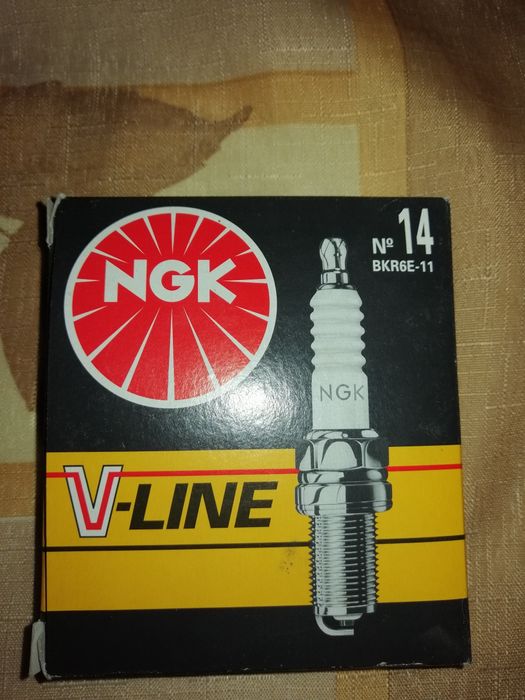 NGK
Nº 14
BKR6E-11
NGK
V-LINE